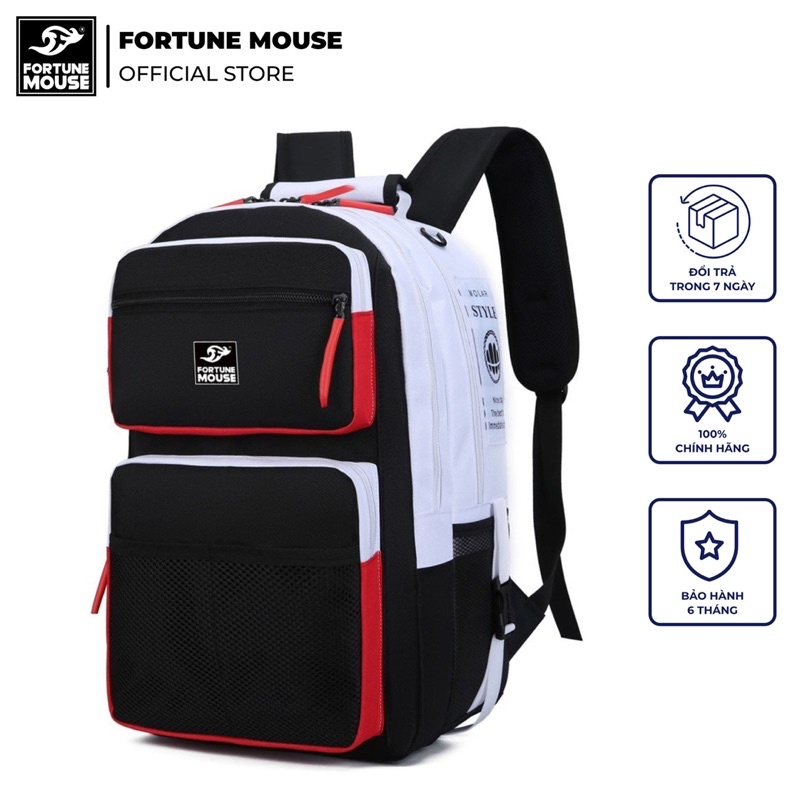 FORTUNE
MOUSE
FORTUNE MOUSE
OFFICIAL STORE
ĐỔI TRẢ
TRONG 7 NGÀY
STYLE
FORTUNE
MOUSE
100%
CHÍNH HÃNG
BẢO HÀNH
6 THÁNG